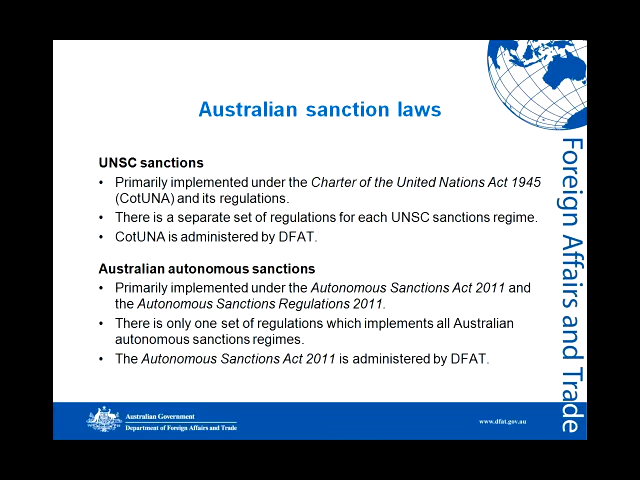 Australian sanction laws
UNSC sanctions
• Primarily implemented under the Charter of the United Nations Act 1945
(CotUNA) and its regulations.
• There is a separate set of regulations for each UNSC sanctions regime.
• CotUNA is administered by DFAT.
Australian autonomous sanctions
• Primarily implemented under the Autonomous Sanctions Act 2011 and
the Autonomous Sanctions Regulations 2011.
• There is only one set of regulations which implements all Australian
autonomous sanctions regimes.
• The Autonomous Sanctions Act 2011 is administered by DFAT.
Foreign Affairs and Trade
Australian Government
Department of Foreign Affairs and Trade
www.dfat.gov.au